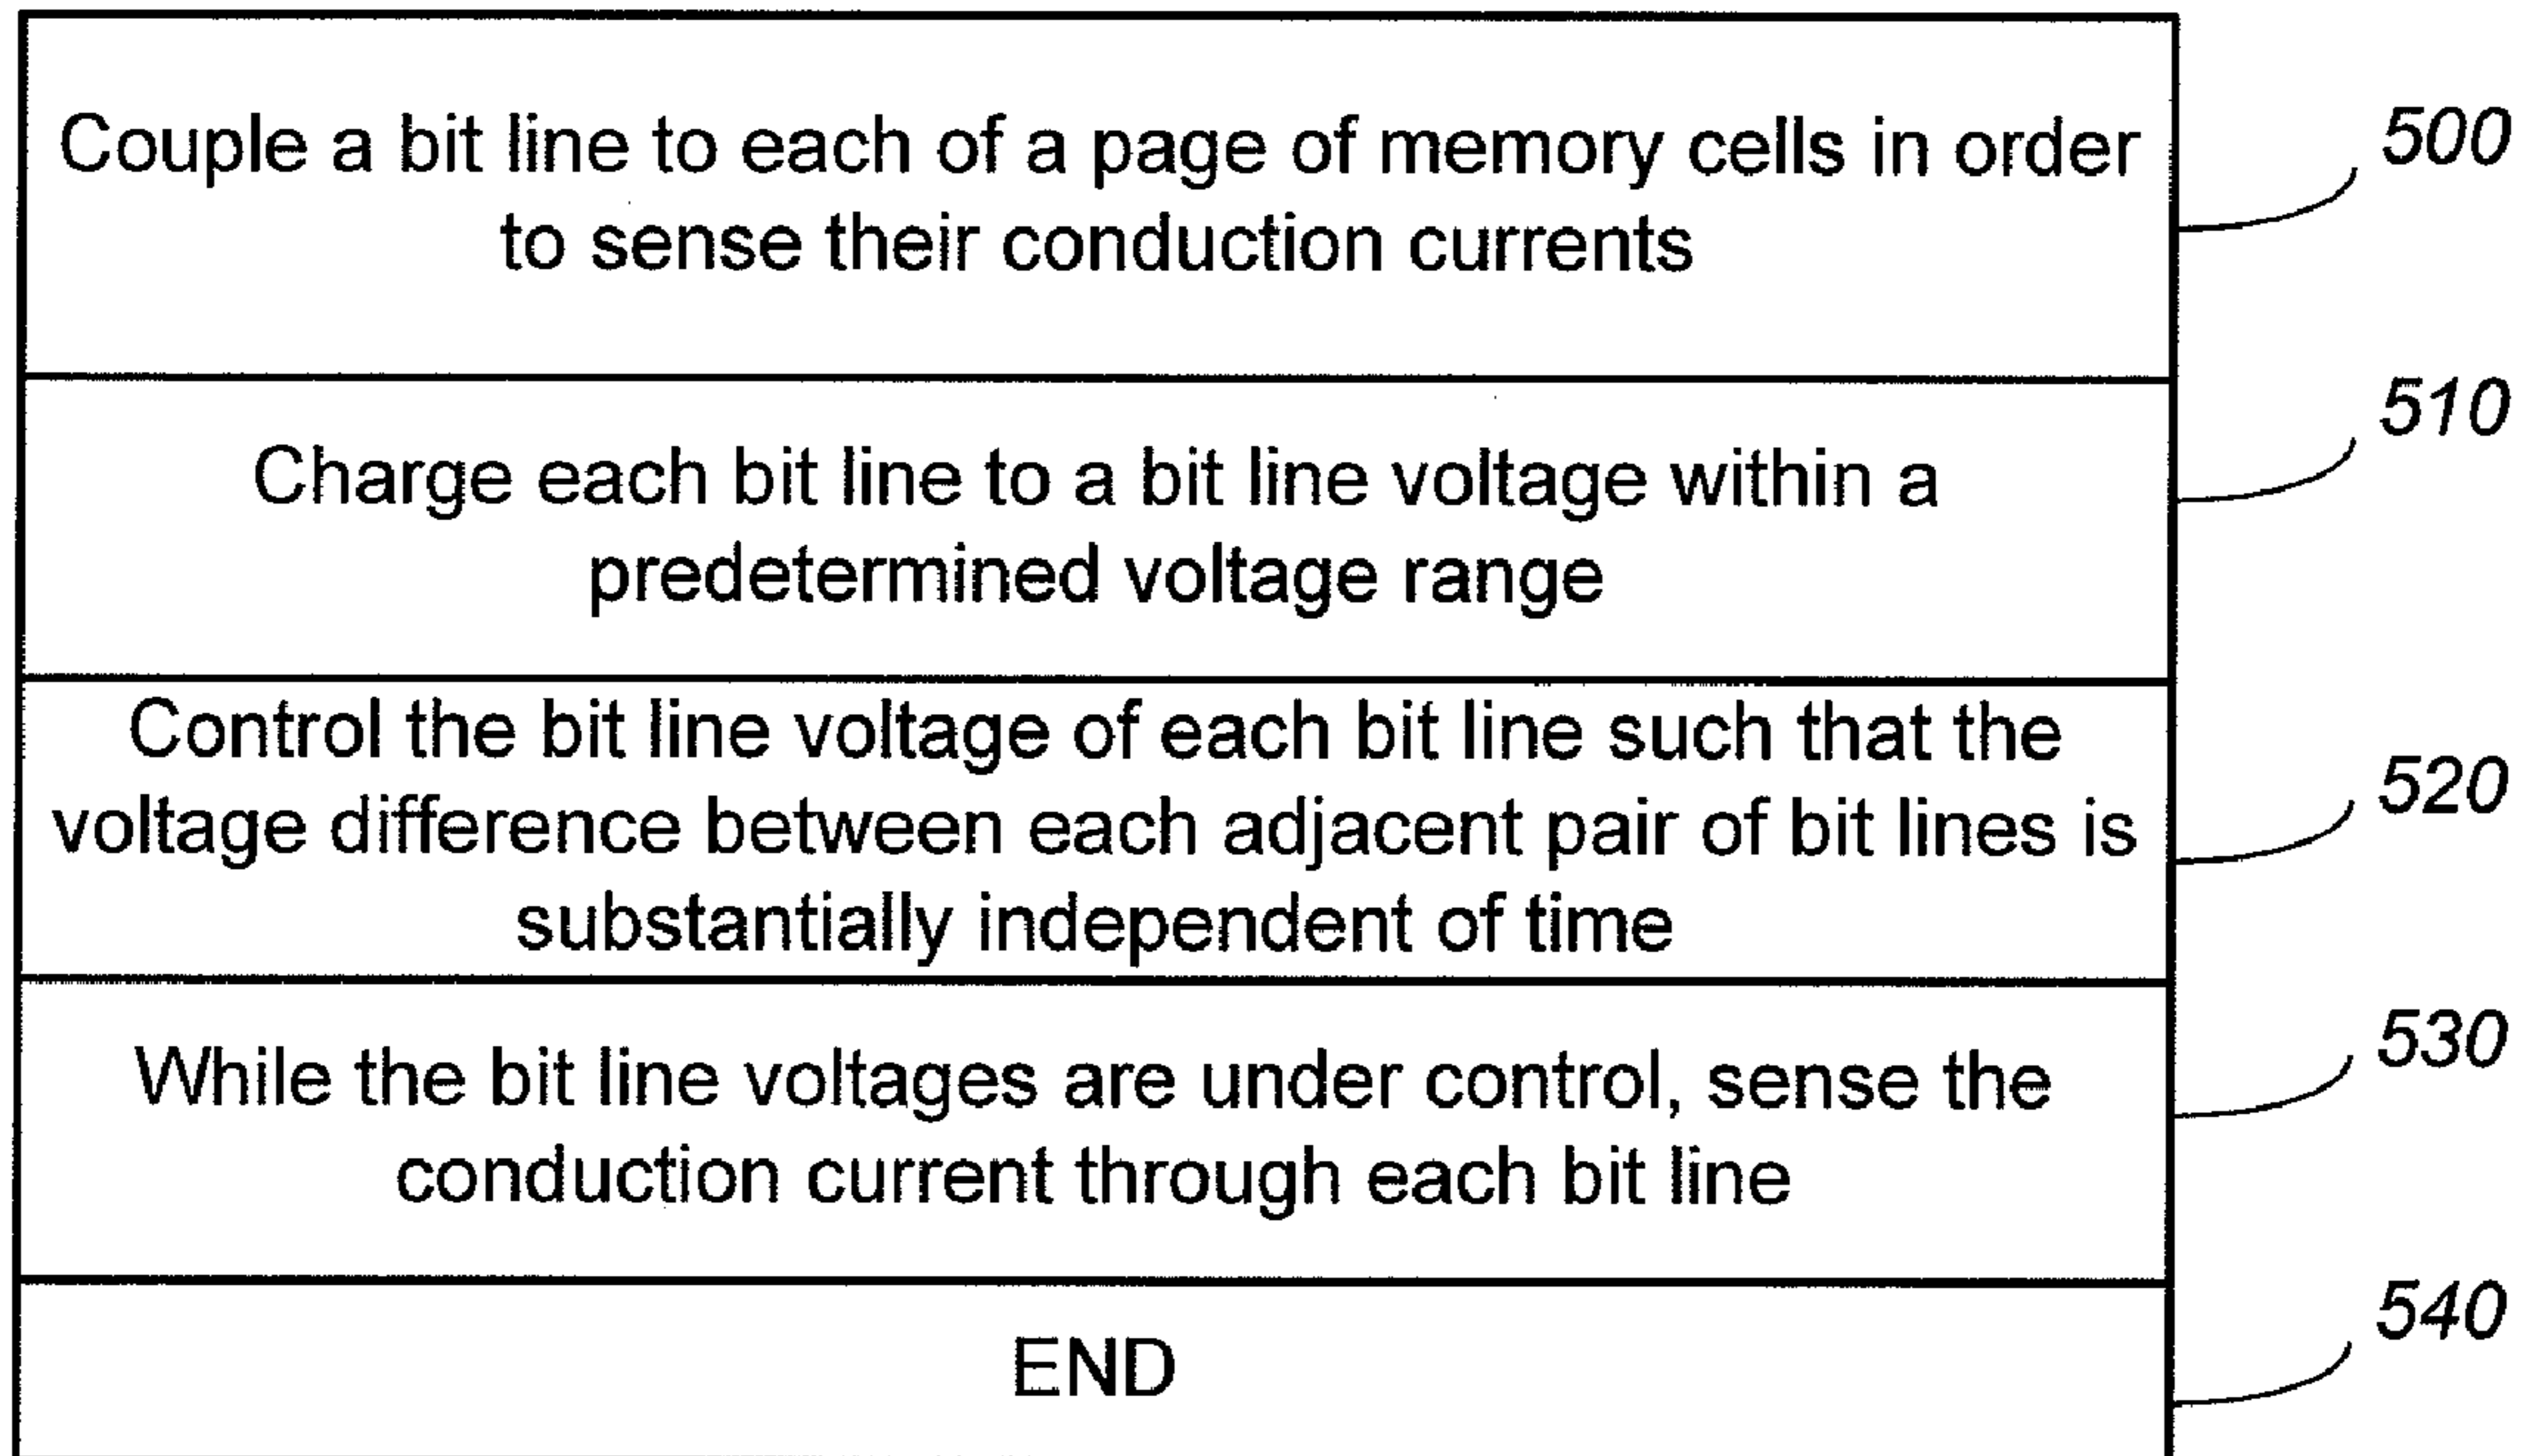 Couple a bit line to each of a page of memory cells in order
to sense their conduction currents
500
Charge each bit line to a bit line voltage within a
predetermined voltage range
510
Control the bit line voltage of each bit line such that the
voltage difference between each adjacent pair of bit lines is
substantially independent of time
520
While the bit line voltages are under control, sense the
conduction current through each bit line
530
END
540